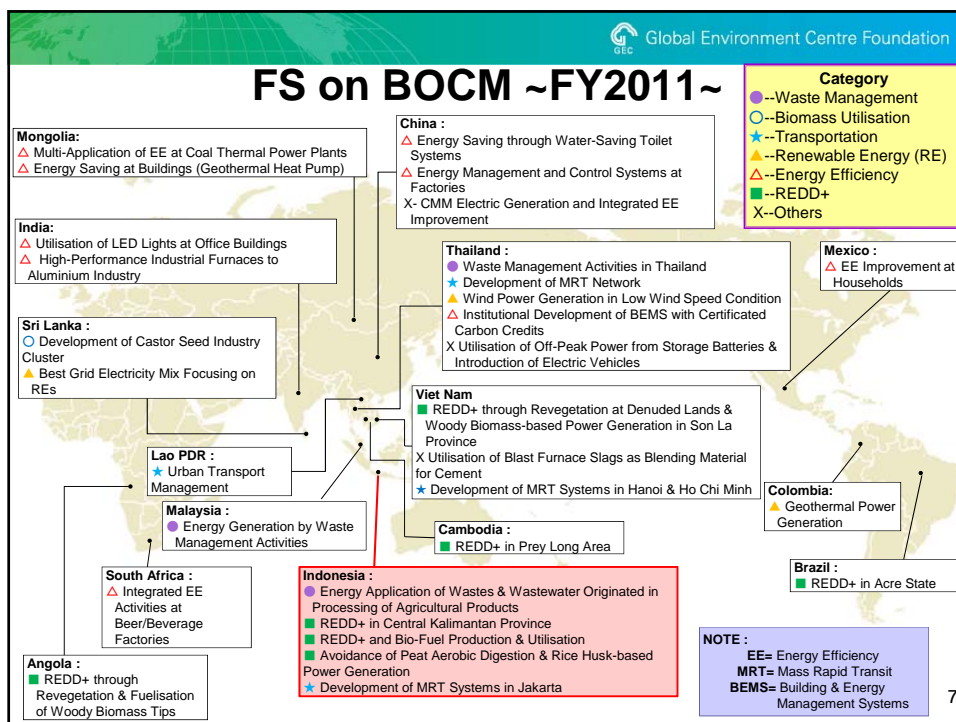 GEC
Global Environment Centre Foundation
FS on BOCM ~FY2011~
Category
●--Waste Management
○--Biomass Utilisation
★--Transportation
▲--Renewable Energy (RE)
△--Energy Efficiency
■--REDD+
X--Others
Mongolia:
△ Multi-Application of EE at Coal Thermal Power Plants
△ Energy Saving at Buildings (Geothermal Heat Pump)
China :
△ Energy Saving through Water-Saving Toilet
Systems
△ Energy Management and Control Systems at
Factories
X- CMM Electric Generation and Integrated EE
Improvement
India:
△ Utilisation of LED Lights at Office Buildings
△ High-Performance Industrial Furnaces to
Aluminium Industry
Thailand :
● Waste Management Activities in Thailand
★ Development of MRT Network
▲ Wind Power Generation in Low Wind Speed Condition
△ Institutional Development of BEMS with Certificated
Carbon Credits
X Utilisation of Off-Peak Power from Storage Batteries &
Introduction of Electric Vehicles
Mexico :
△ EE Improvement at
Households
Sri Lanka :
○ Development of Castor Seed Industry
Cluster
▲ Best Grid Electricity Mix Focusing on
REs
Viet Nam
■ REDD+ through Revegetation at Denuded Lands &
Woody Biomass-based Power Generation in Son La
Province
X Utilisation of Blast Furnace Slags as Blending Material
for Cement
★ Development of MRT Systems in Hanoi & Ho Chi Minh
Lao PDR :
★ Urban Transport
Management
Malaysia :
● Energy Generation by Waste
Management Activities
Cambodia :
■ REDD+ in Prey Long Area
Colombia:
▲ Geothermal Power
Generation
Brazil :
■ REDD+ in Acre State
South Africa :
△ Integrated EE
Activities at
Beer/Beverage
Factories
Indonesia :
● Energy Application of Wastes & Wastewater Originated in
Processing of Agricultural Products
■ REDD+ in Central Kalimantan Province
■ REDD+ and Bio-Fuel Production & Utilisation
■ Avoidance of Peat Aerobic Digestion & Rice Husk-based
Power Generation
★ Development of MRT Systems in Jakarta
Angola :
■ REDD+ through
Revegetation & Fuelisation
of Woody Biomass Tips
NOTE :
EE= Energy Efficiency
MRT= Mass Rapid Transit
BEMS= Building & Energy
Management Systems
7